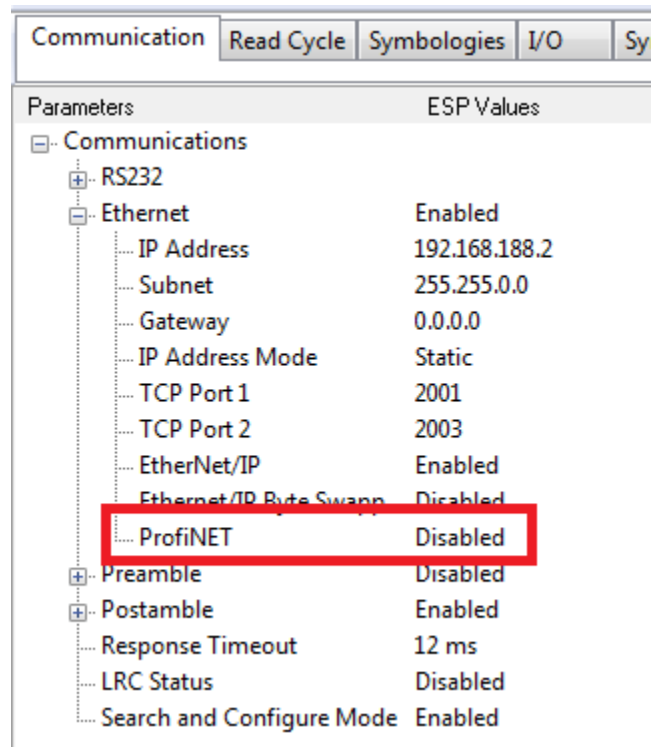 Communication Read Cycle Symbologies I/O Sy
Parameters ESP Values
Communications
RS232
Ethernet Enabled
IP Address 192.168.188.2
Subnet 255.255.0.0
Gateway 0.0.0.0
IP Address Mode Static
TCP Port 1 2001
TCP Port 2 2003
EtherNet/IP Enabled
Ethernet/IP Byte Swapp Disabled
ProfiNET Disabled
Preamble Disabled
Postamble Enabled
Response Timeout 12 ms
LRC Status Disabled
Search and Configure Mode Enabled